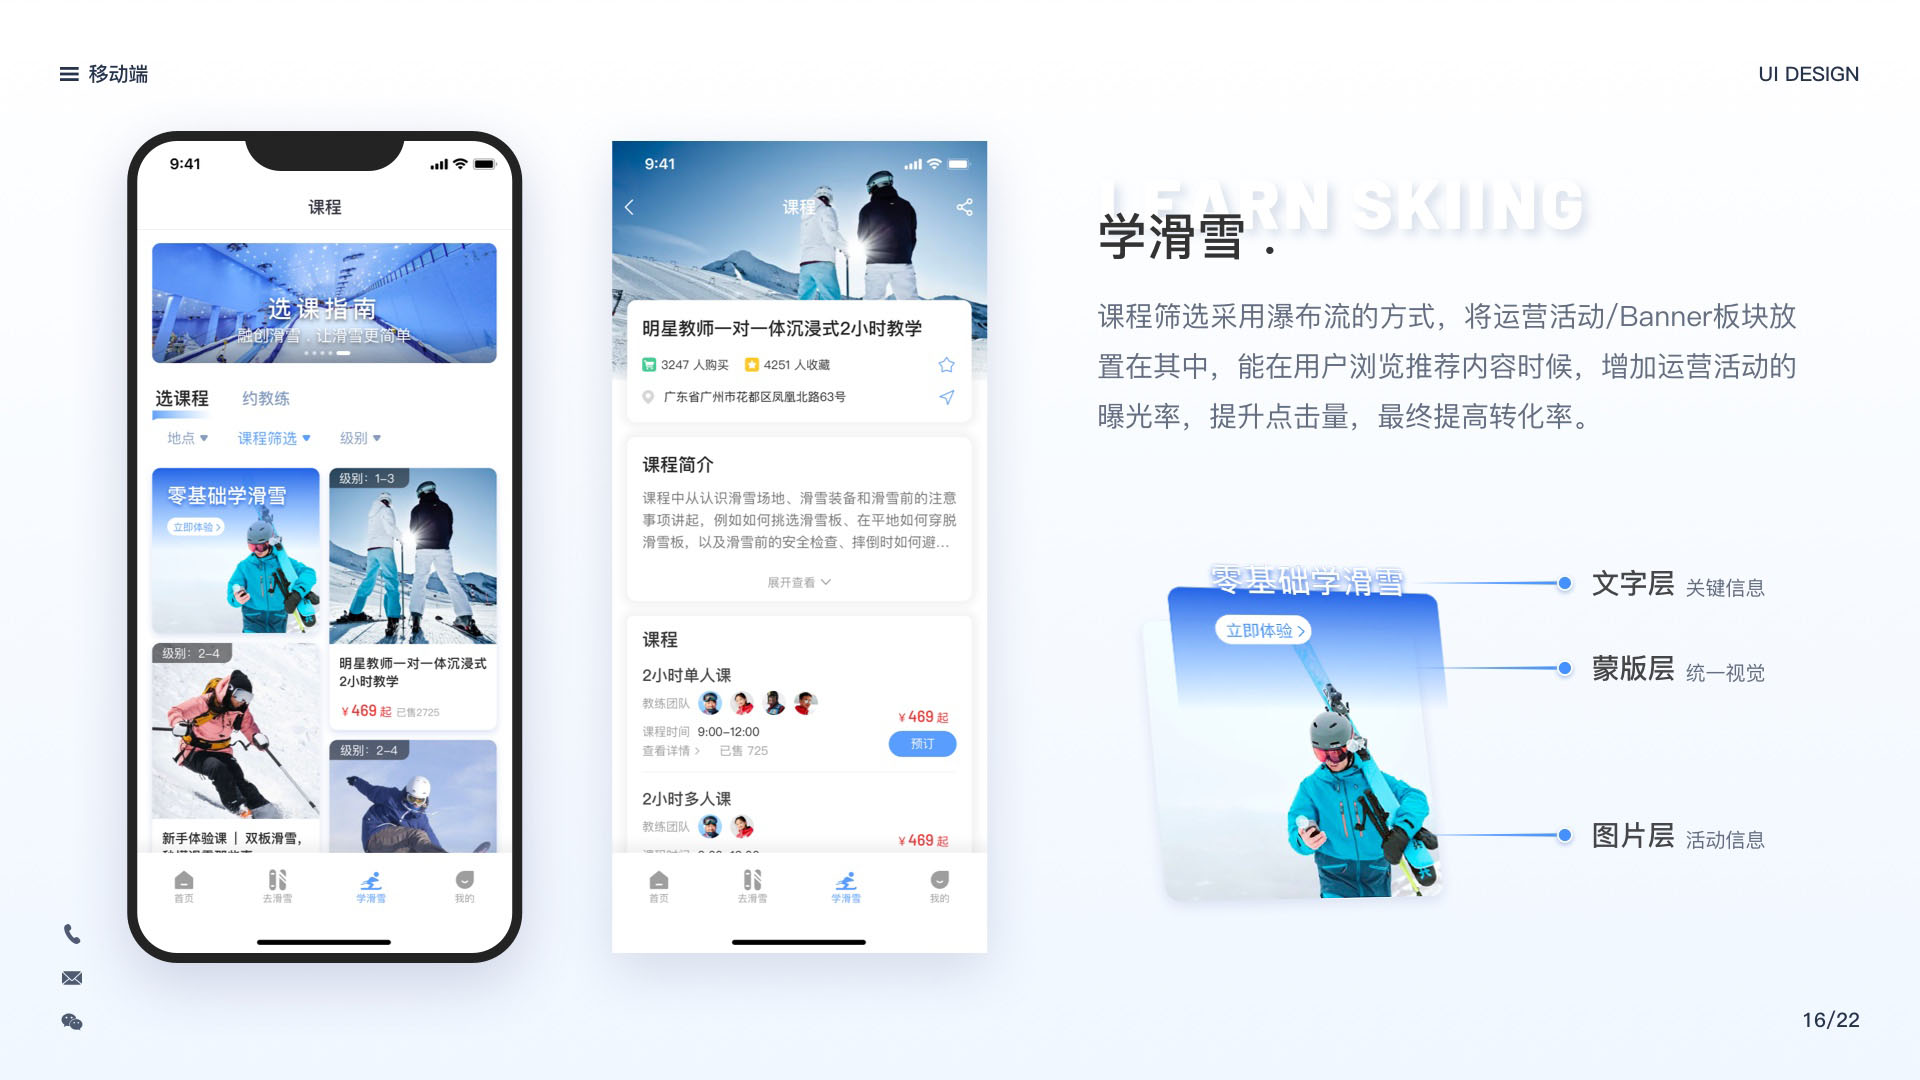 移动端
UI DESIGN
9:41
课程
选课指南
融创滑雪．让滑雪更简单
选课程
约教练
地点
课程筛选
级别
零基础学滑雪
立即体验
级别：1-3
明星教师一对一体沉浸式
2小时教学
¥469 起 已售2725
级别：2-4
新手体验课 | 双板滑雪，
级别：2-4
首页
去滑雪
学滑雪
我的
9:41
课程
明星教师一对一体沉浸式2小时教学
3247 人购买
4251 人收藏
广东省广州市花都区凤凰北路63号
课程简介
课程中从认识滑雪场地、滑雪装备和滑雪前的注意
事项讲起，例如如何挑选滑雪板、在平地如何穿脱
滑雪板，以及滑雪前的安全检查、摔倒时如何避...
展开查看
课程
2小时单人课
教练团队
课程时间 9:00-12:00
查看详情 已售 725
¥469 起
预订
2小时多人课
教练团队
¥469 起
首页
去滑雪
学滑雪
我的
LEARN SKIING
学滑雪．
课程筛选采用瀑布流的方式，将运营活动/Banner板块放
置在其中，能在用户浏览推荐内容时候，增加运营活动的
曝光率，提升点击量，最终提高转化率。
零基础学滑雪
立即体验
文字层 关键信息
蒙版层 统一视觉
图片层 活动信息
16/22